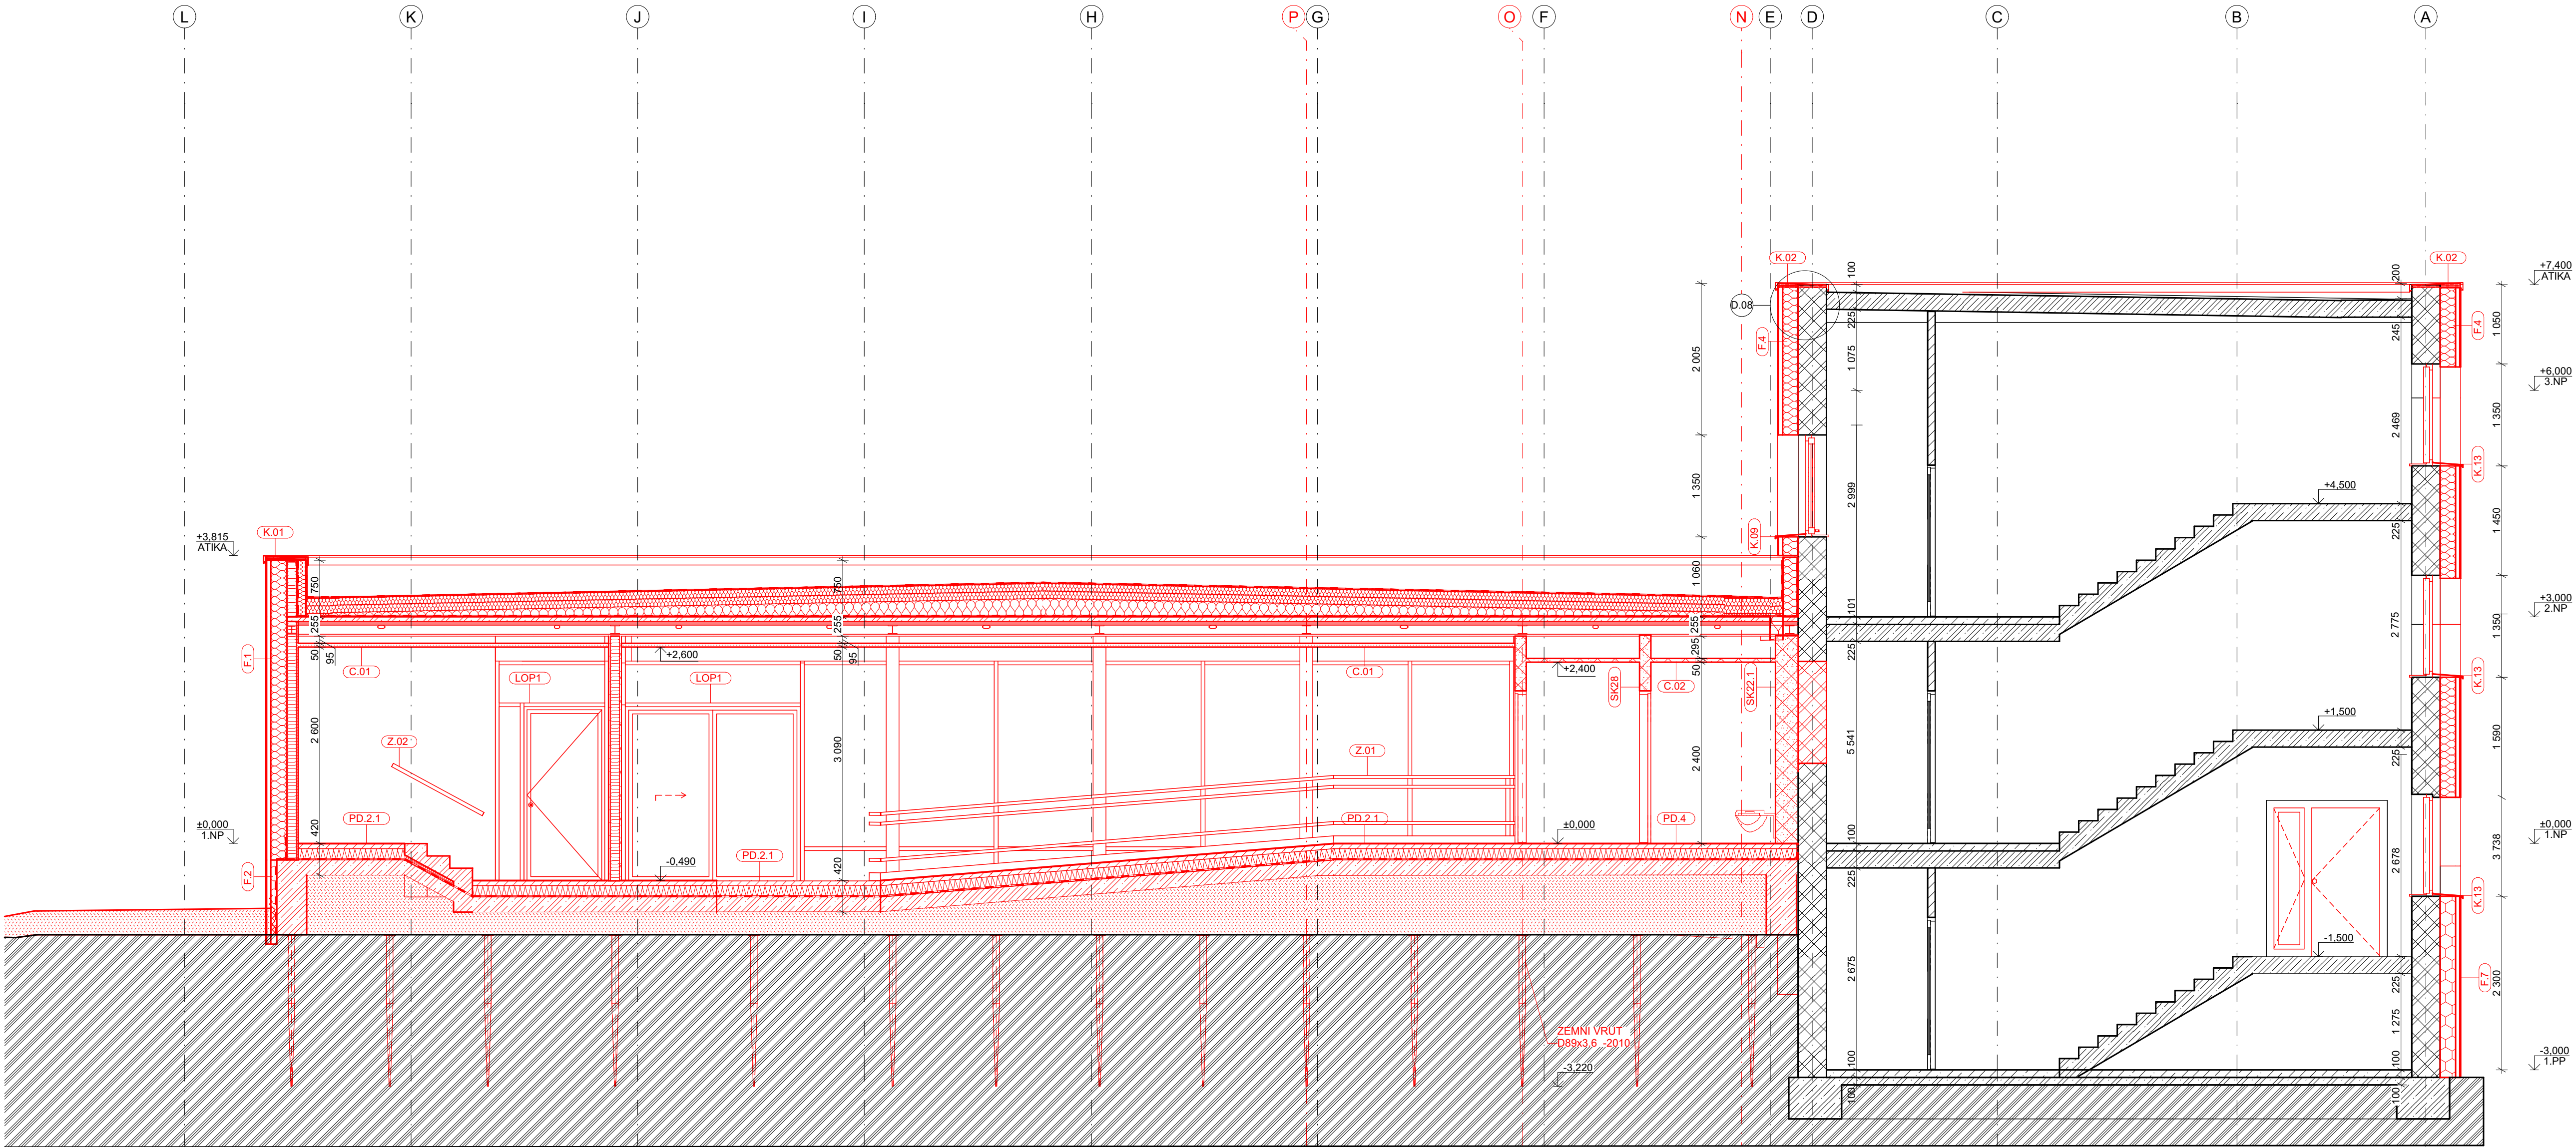 L
K
J
I
H
P
G
O
F
N
E
D
C
B
A
K.02
K.02
+7,400
ATIKA
100
200
D.08
225
245
F.4
F.4
1 050
2 005
1 075
+6,000
3.NP
2 469
1 350
2 999
1 350
K.13
+4,500
K.09
225
1 450
K.01
+3,815
ATIKA
750
750
1 060
101
+3,000
2.NP
255
255
255
225
295
2 775
1 350
50
95
50
95
+2,600
+2,400
50
F.1
C.01
C.01
C.02
LOP1
LOP1
SK28
SK22.1
K.13
+1,500
225
1 590
2 600
Z.02
3 090
Z.01
2 400
5 541
±0,000
1.NP
420
PD.2.1
PD.2.1
PD.4
±0,000
100
±0,000
1.NP
3 738
2 678
F.2
-0,490
PD.2.1
420
225
K.13
-1,500
2 675
225
F.7
2 300
ZEMNI VRUT
D89x3,6 -2010
1 275
-3,220
100
100
-3,000
1.PP
100
100